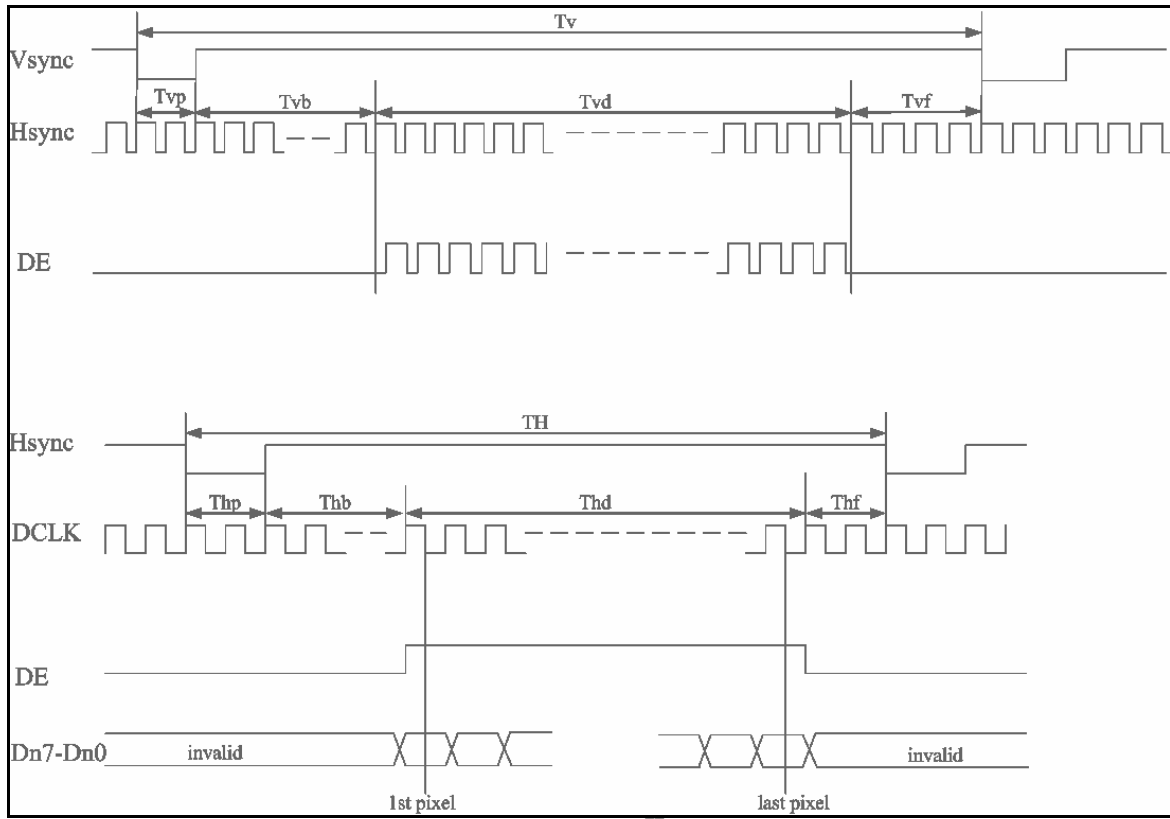 Tv
Vsync
Tvp
Tvb
Tvd
Tvf
Hsync
DE
TH
Hsync
Thp
Thb
Thd
Thf
DCLK
DE
Dn7-Dn0
invalid
invalid
1st pixel
last pixel